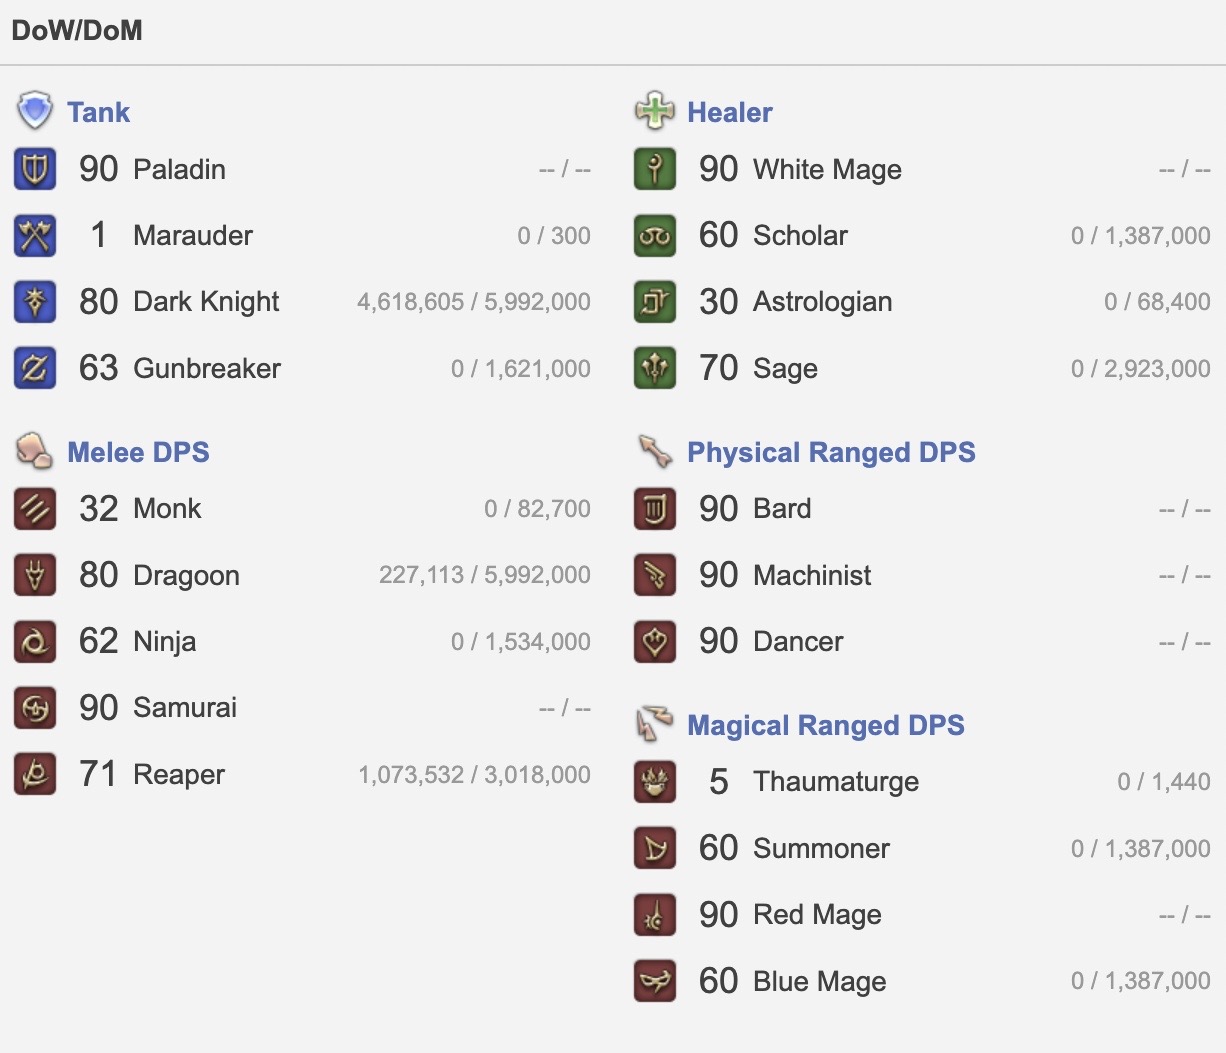 DoW/DoM
Tank
90 Paladin -- / --
1 Marauder 0 / 300
80 Dark Knight 4,618,605 / 5,992,000
63 Gunbreaker 0 / 1,621,000
Melee DPS
32 Monk 0 / 82,700
80 Dragoon 227,113 / 5,992,000
62 Ninja 0 / 1,534,000
90 Samurai -- / --
71 Reaper 1,073,532 / 3,018,000
Healer
90 White Mage -- / --
60 Scholar 0 / 1,387,000
30 Astrologian 0 / 68,400
70 Sage 0 / 2,923,000
Physical Ranged DPS
90 Bard -- / --
90 Machinist -- / --
90 Dancer -- / --
Magical Ranged DPS
5 Thaumaturge 0 / 1,440
60 Summoner 0 / 1,387,000
90 Red Mage -- / --
60 Blue Mage 0 / 1,387,000